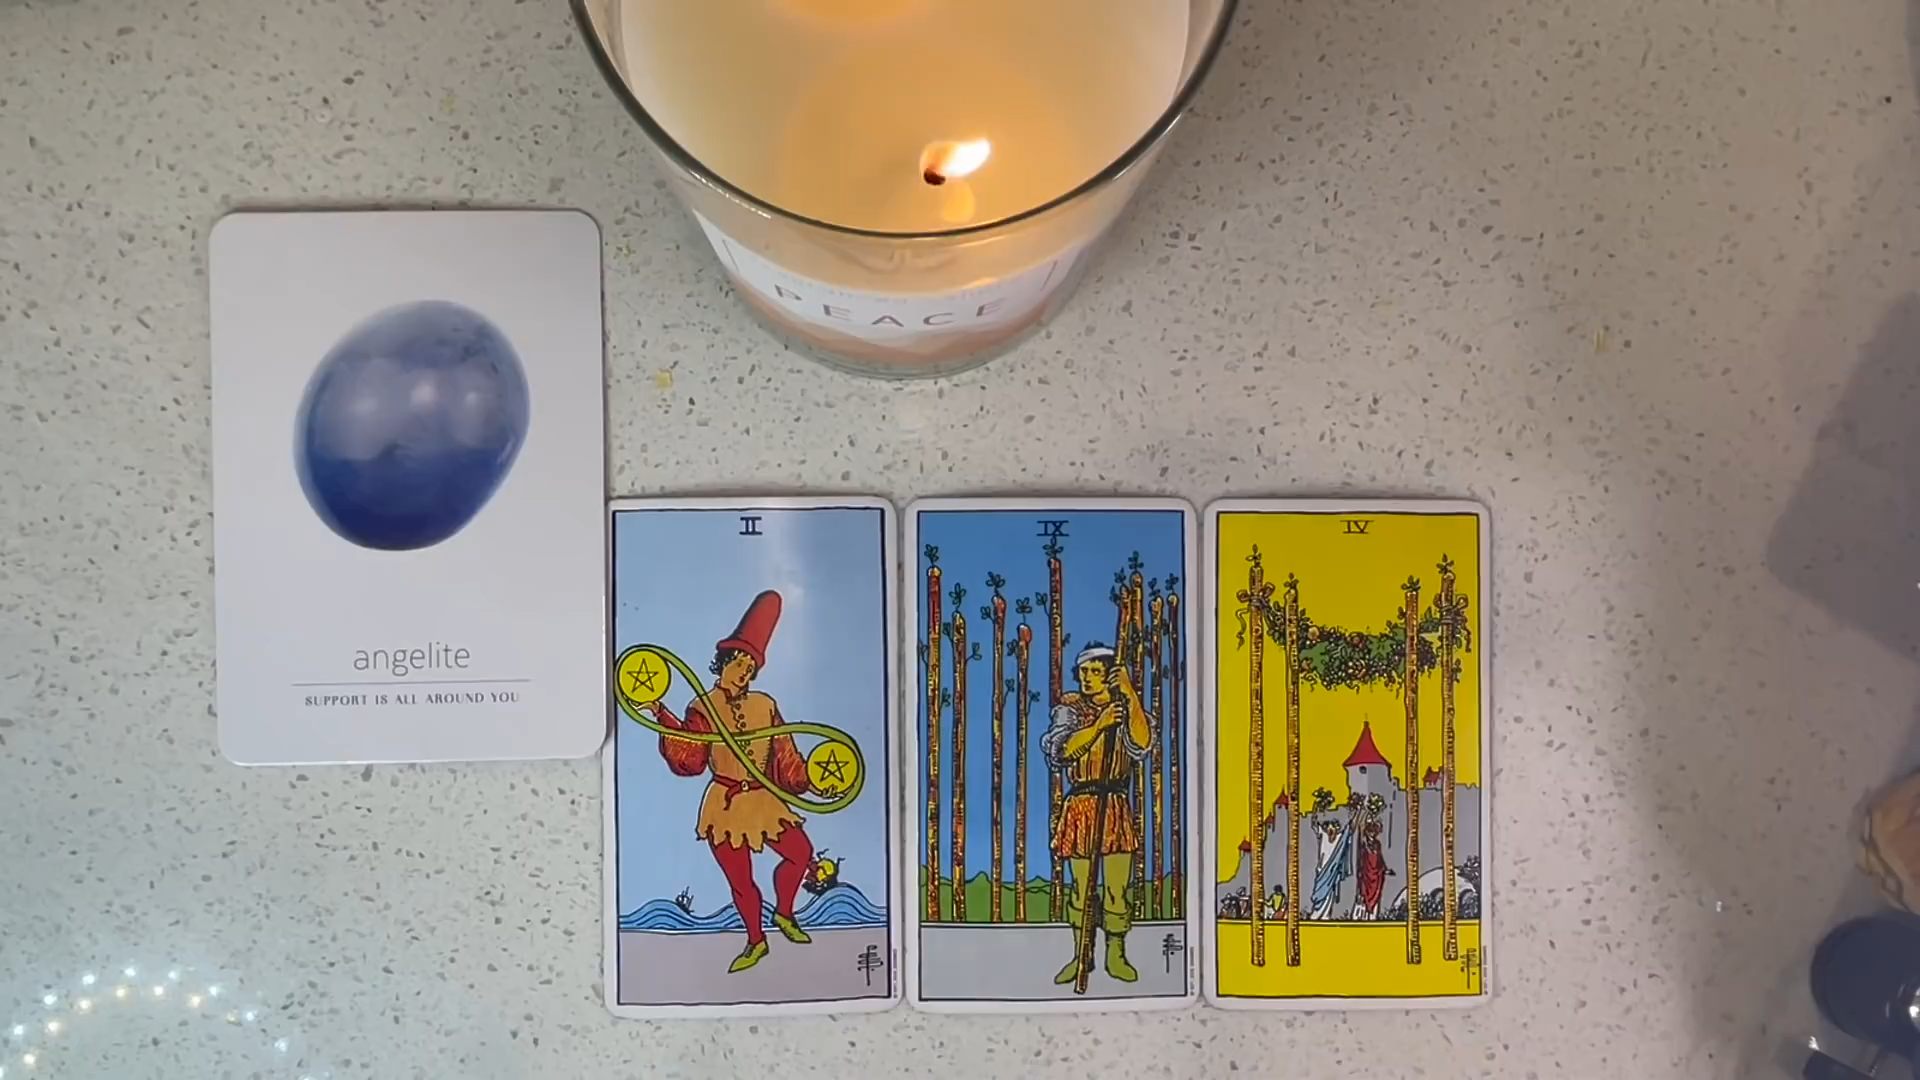 PEACE
angelite
SUPPORT IS ALL AROUND YOU
II
IX
IV